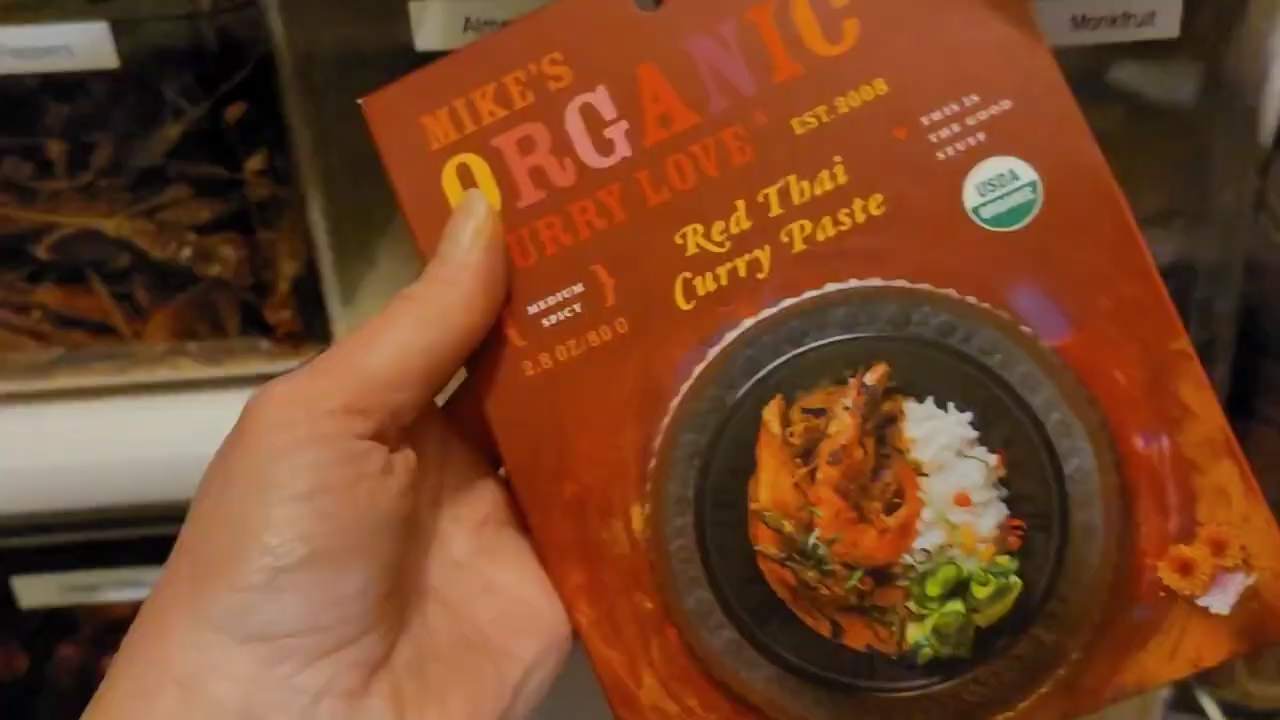 Monkfruit
MIKE'S
ORGANIC
URRY LOVE
EST. 2008
THIS IS
THE GOOD
STUFF
USDA
ORGANIC
Red Thai
Curry Paste
MEDIUM
SPICY
2.8 OZ/80 G